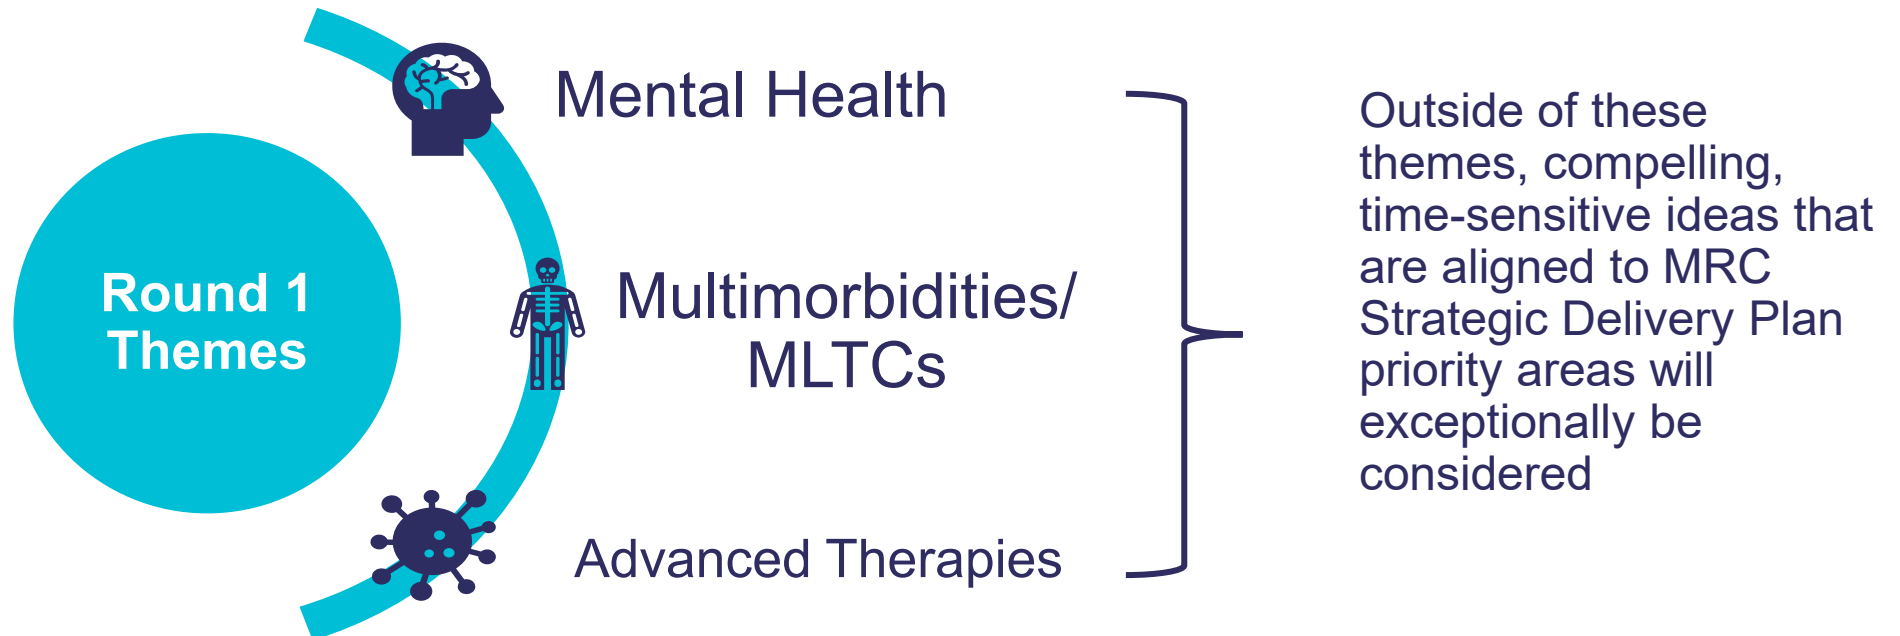 Round 1
Themes
Mental Health
Multimorbidities/
MLTCs
Advanced Therapies
Outside of these
themes, compelling,
time-sensitive ideas that
are aligned to MRC
Strategic Delivery Plan
priority areas will
exceptionally be
considered